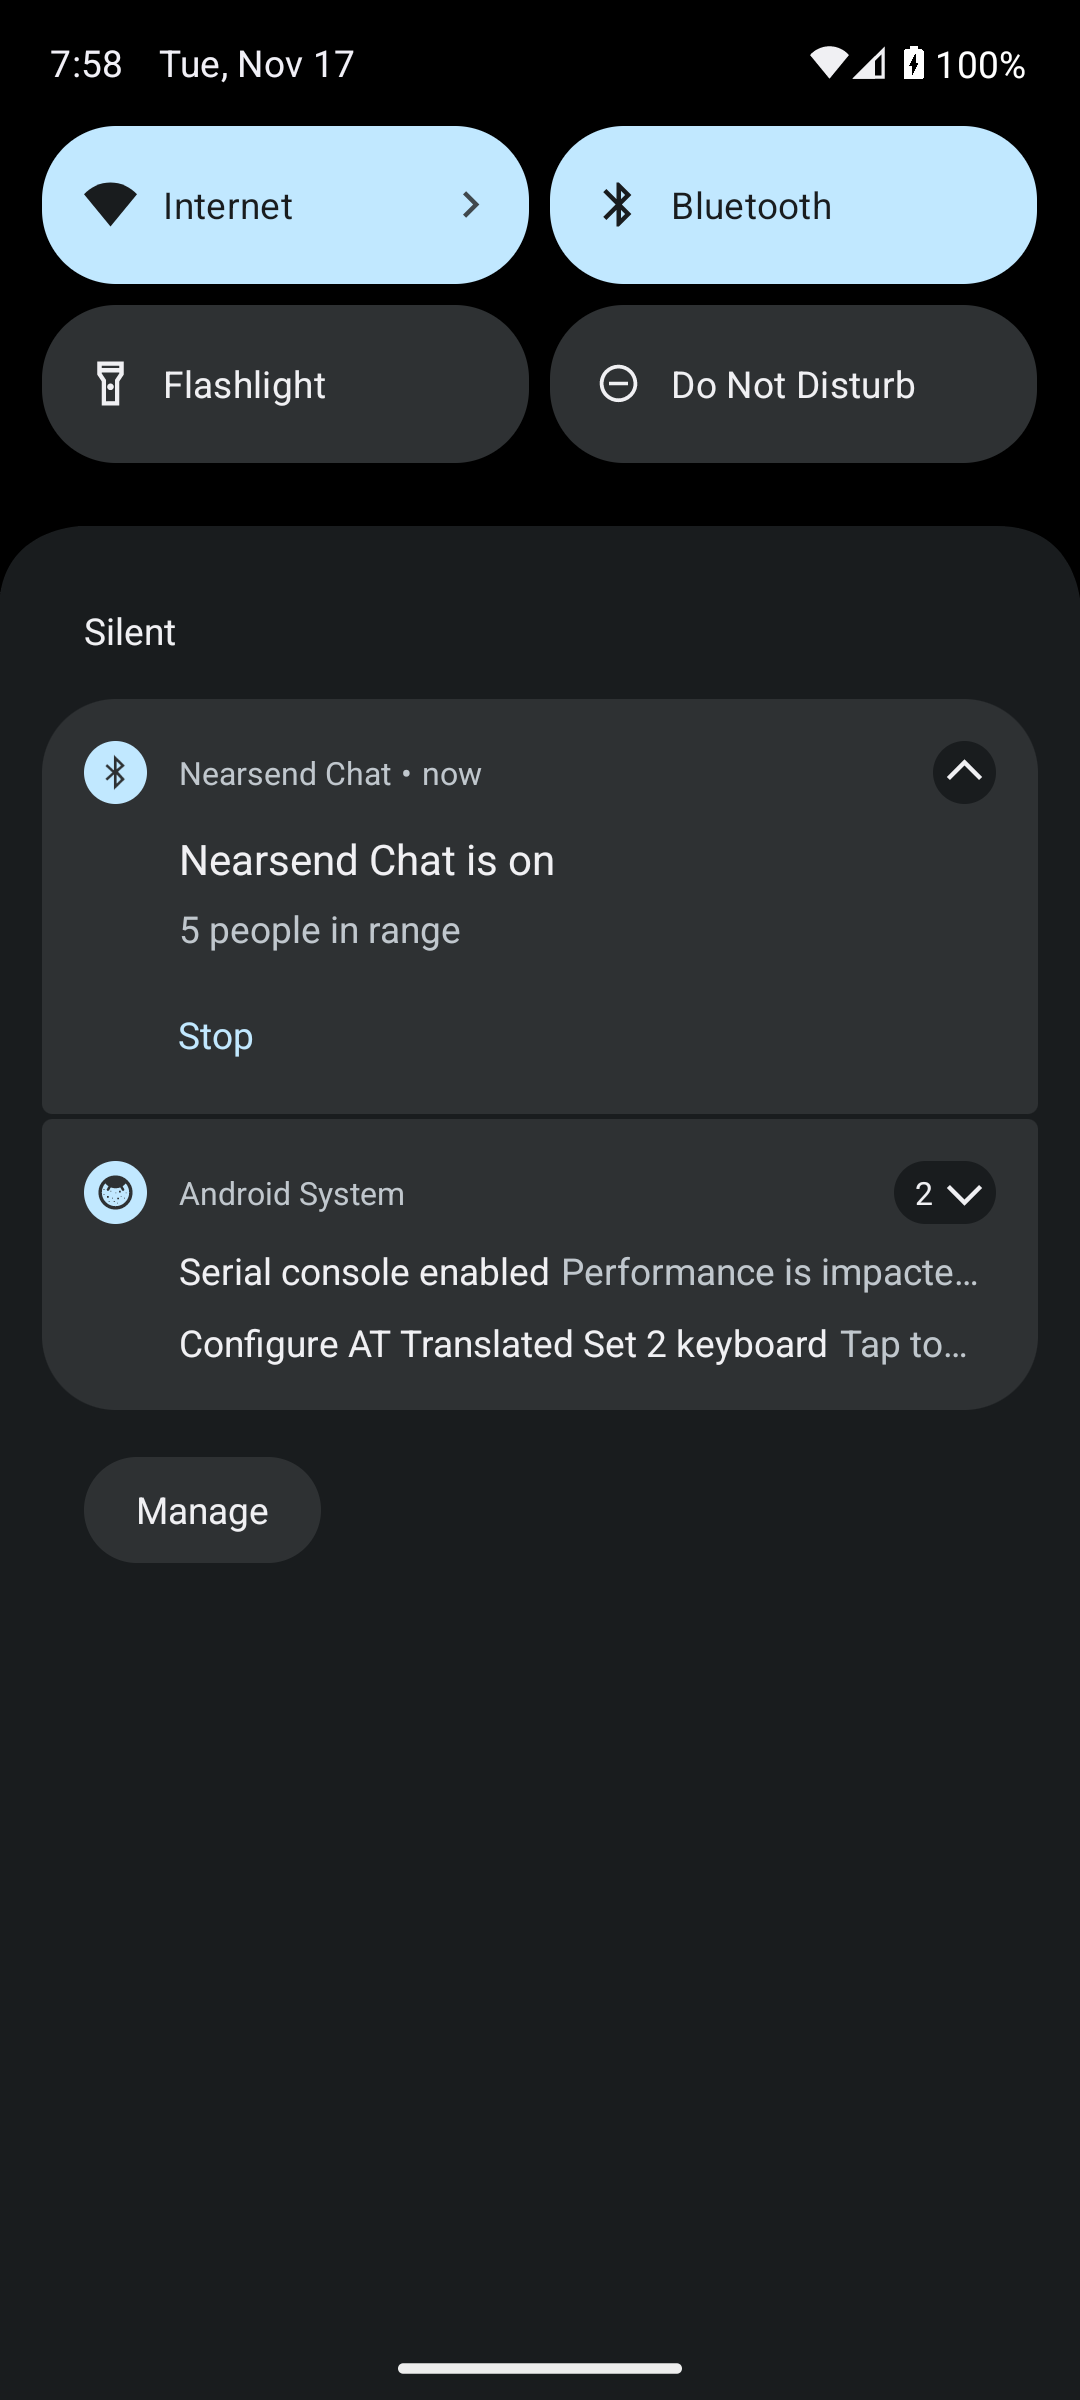 7:58 Tue, Nov 17 100%
Internet
Bluetooth
Flashlight
Do Not Disturb
Silent
Nearsend Chat • now
Nearsend Chat is on
5 people in range
Stop
Android System 2
Serial console enabled Performance is impacte…
Configure AT Translated Set 2 keyboard Tap to…
Manage